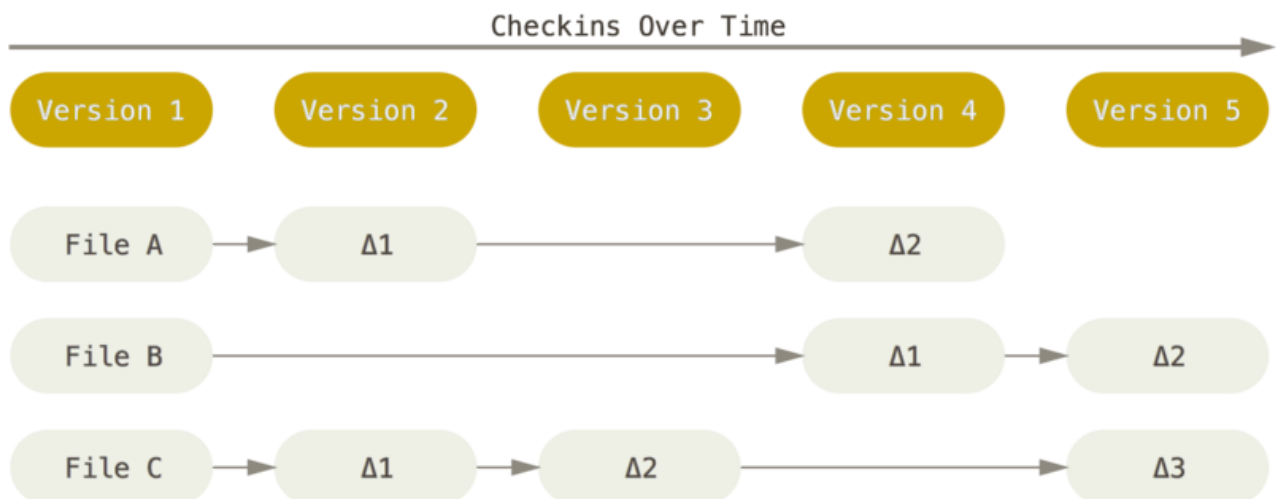 Checkins Over Time
Version 1 Version 2 Version 3 Version 4 Version 5
File A Δ1 Δ2
File B Δ1 Δ2
File C Δ1 Δ2 Δ3